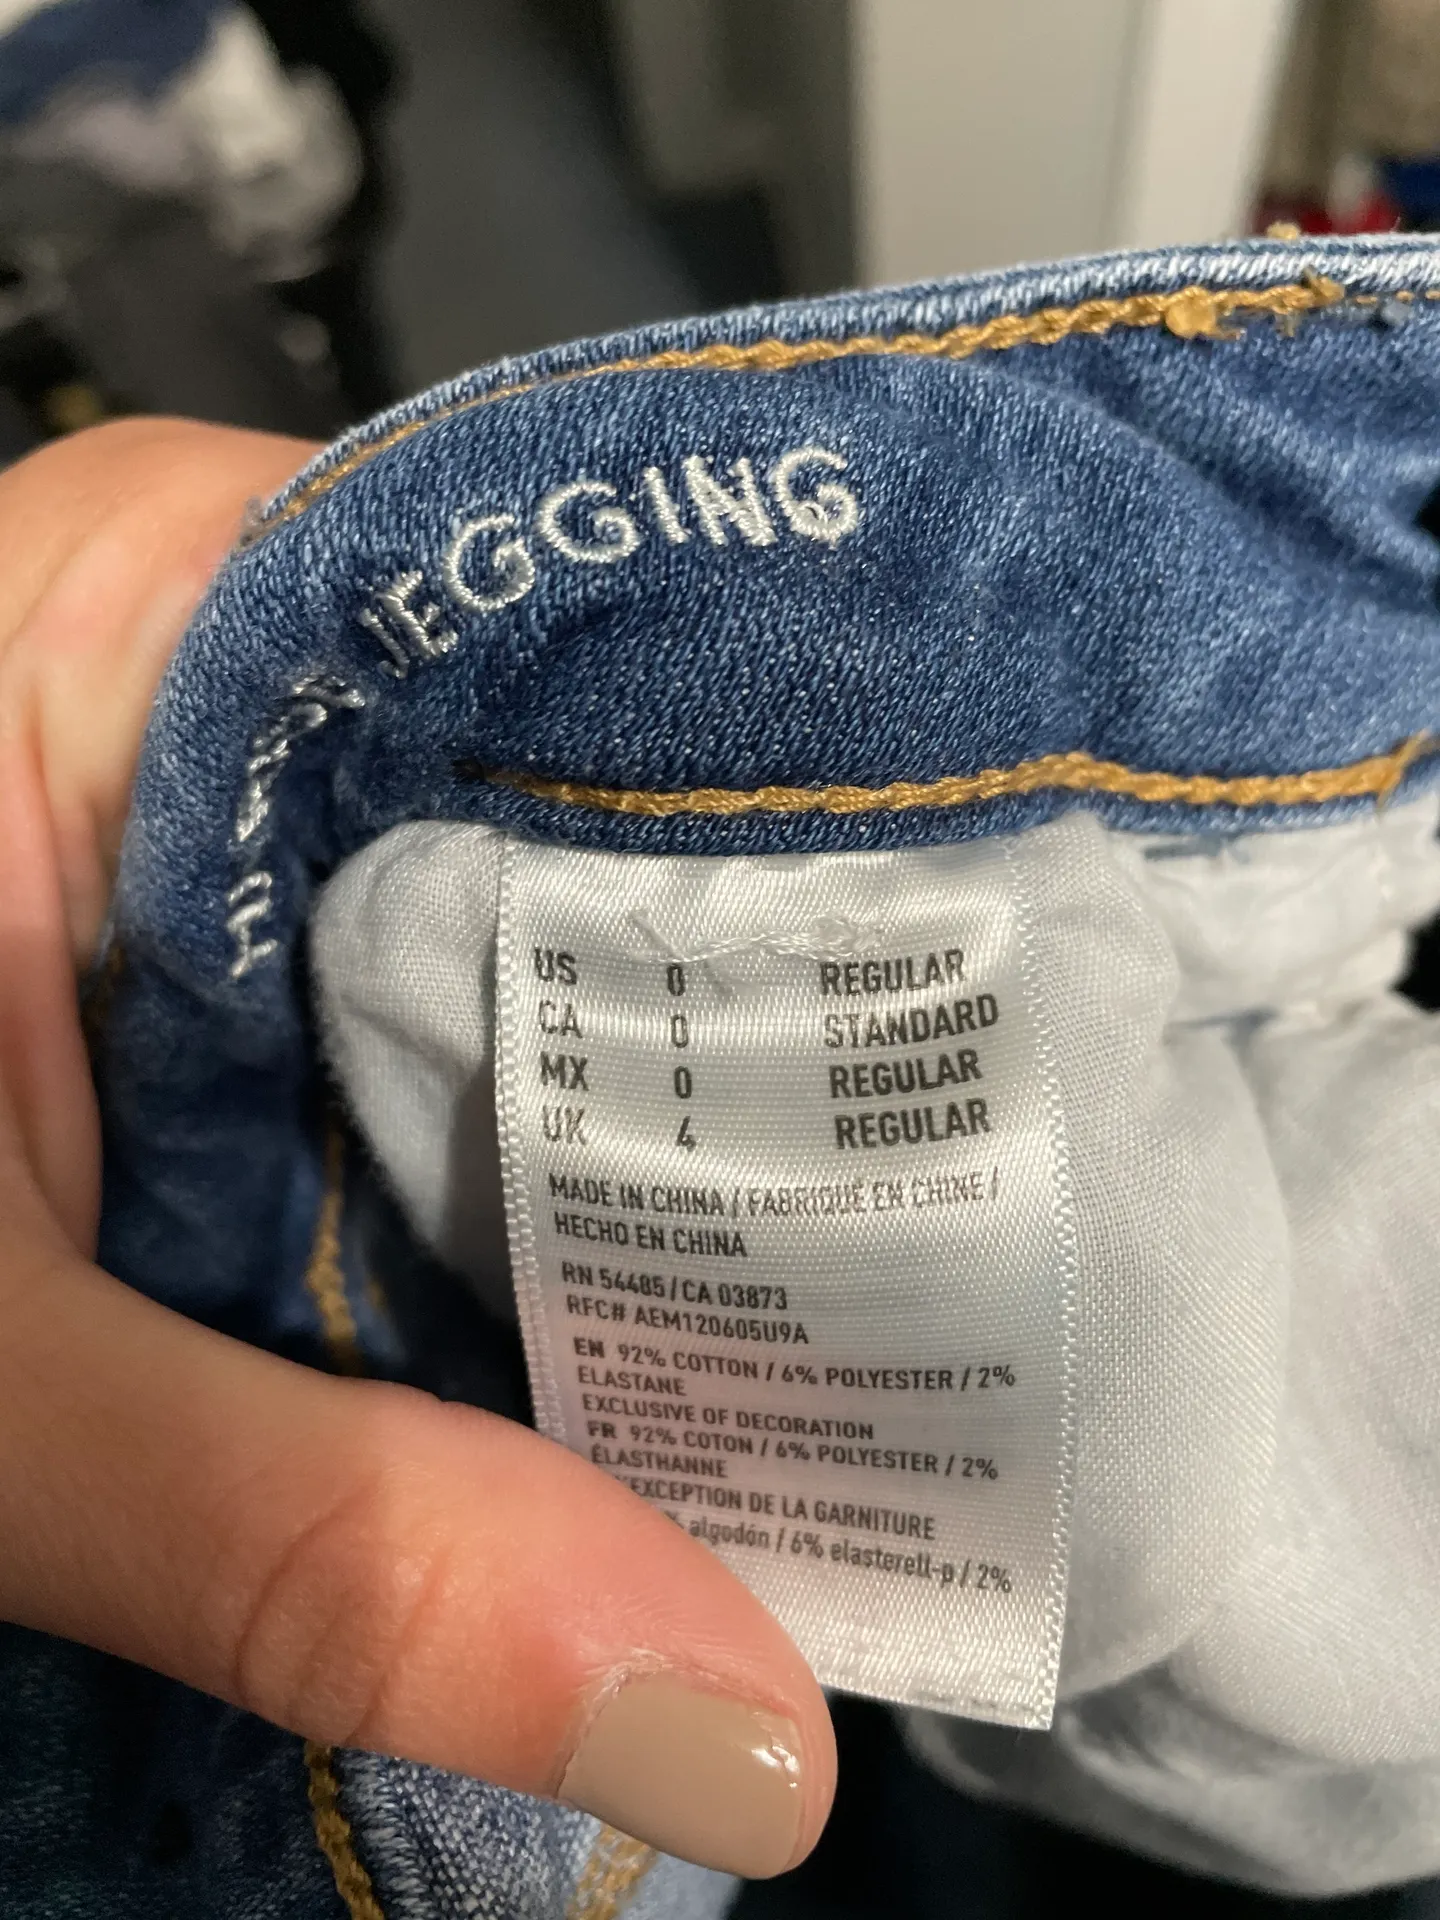 JEGGING
US 0 REGULAR
CA 0 STANDARD
MX 0 REGULAR
UK 4 REGULAR
MADE IN CHINA / FABRIQUÉ EN CHINE /
HECHO EN CHINA
RN 54485 / CA 03873
RFC# AEM120605U9A
EN 92% COTTON / 6% POLYESTER / 2%
ELASTANE
EXCLUSIVE OF DECORATION
FR 92% COTON / 6% POLYESTER / 2%
ÉLASTHANNE
EXCEPTION DE LA GARNITURE
% algodón / 6% elasterell-p / 2%